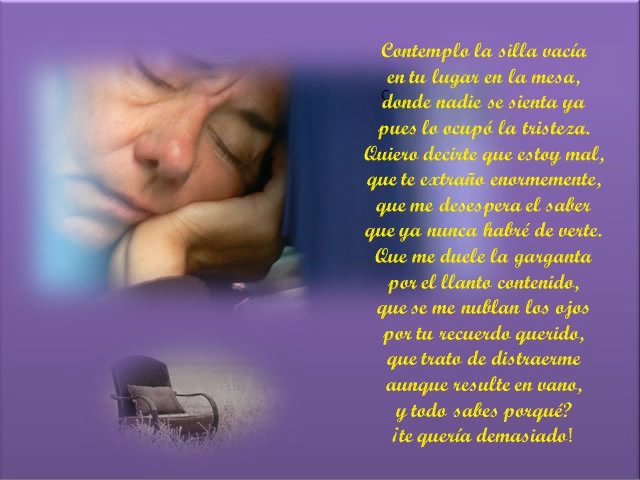 Contemplo la silla vacía
en tu lugar en la mesa,
donde nadie se sienta ya
pues lo ocupó la tristeza.
Quiero decirte que estoy mal,
que te extraño enormemente,
que me desespera el saber
que ya nunca habré de verte.
Que me duele la garganta
por el llanto contenido,
que se me nublan los ojos
por tu recuerdo querido,
que trato de distraerme
aunque resulte en vano,
y todo sabes porqué?
¡te quería demasiado!